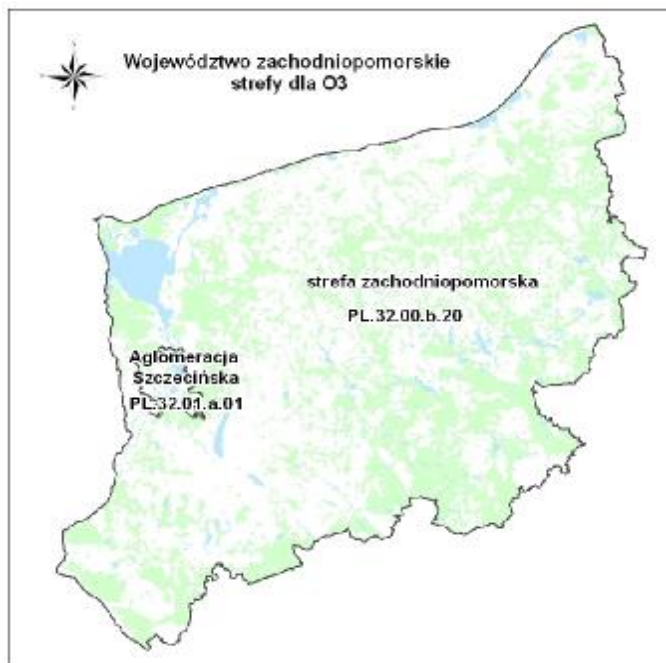 Województwo zachodniopomorskie
strefy dla O3
strefa zachodniopomorska
PL.32.00.b.20
Aglomeracja
Szczecińska
PL.32.01.a.01